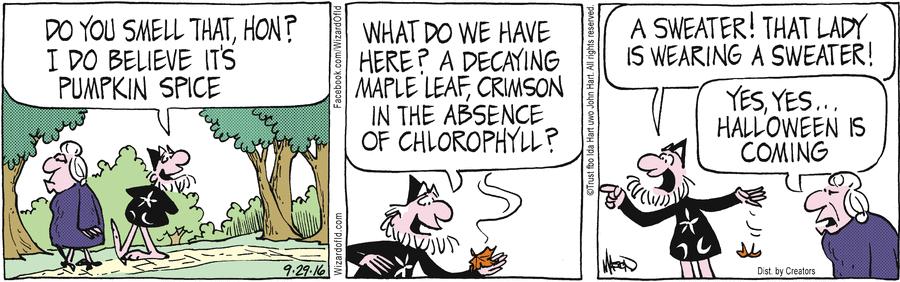 DO YOU SMELL THAT, HON?
I DO BELIEVE IT'S
PUMPKIN SPICE
9·29·16
Facebook.com/WizardOfId
Wizardofid.com
WHAT DO WE HAVE
HERE? A DECAYING
MAPLE LEAF, CRIMSON
IN THE ABSENCE
OF CHLOROPHYLL?
©Trust fbo Ida Hart uwo John Hart. All rights reserved.
A SWEATER! THAT LADY
IS WEARING A SWEATER!
YES, YES...
HALLOWEEN IS
COMING
MASON
Dist. by Creators